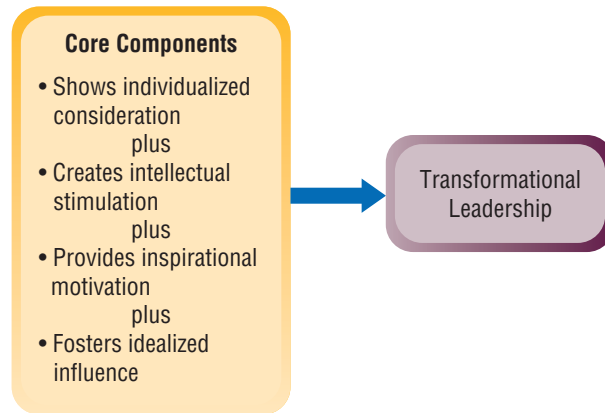 Core Components
• Shows individualized
consideration
plus
• Creates intellectual
stimulation
plus
• Provides inspirational
motivation
plus
• Fosters idealized
influence
Transformational
Leadership